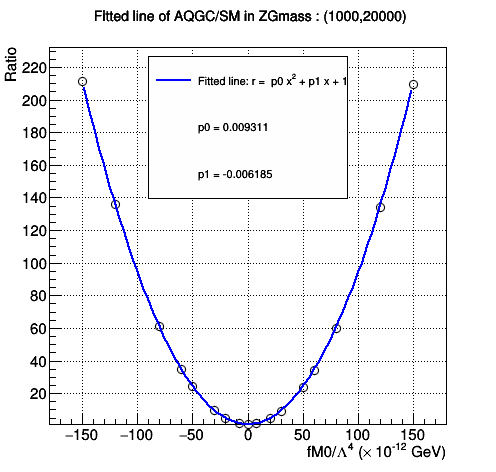 FItted line of AQGC/SM in ZGmass : (1000,20000)
Ratio
220
200
180
160
140
120
100
80
60
40
20
Fitted line: r = p0 x² + p1 x + 1
p0 = 0.009311
p1 = -0.006185
−150 −100 −50 0 50 100 150
fM0/Λ⁴ (× 10⁻¹² GeV)